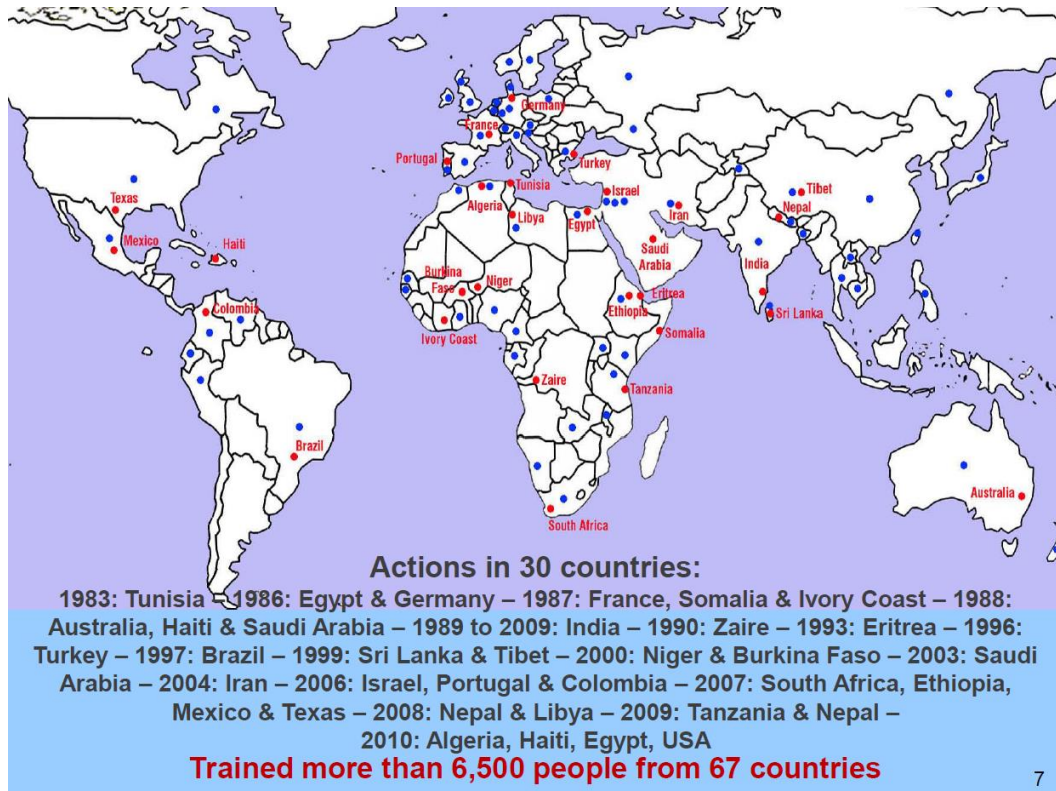 Germany
France
Portugal
Turkey
Texas
Tunisia
Israel
Tibet
Algeria
Libya
Egypt
Iran
Nepal
Mexico
Haiti
Saudi
Arabia
India
Burkina
Fass
Niger
Eritrea
Ethiopia
Colombia
Sri Lanka
Ivory Coast
Somalia
Zaire
Tanzania
Brazil
Australia
South Africa
Actions in 30 countries:
1983: Tunisia – 1986: Egypt & Germany – 1987: France, Somalia & Ivory Coast – 1988:
Australia, Haiti & Saudi Arabia – 1989 to 2009: India – 1990: Zaire – 1993: Eritrea – 1996:
Turkey – 1997: Brazil – 1999: Sri Lanka & Tibet – 2000: Niger & Burkina Faso – 2003: Saudi
Arabia – 2004: Iran – 2006: Israel, Portugal & Colombia – 2007: South Africa, Ethiopia,
Mexico & Texas – 2008: Nepal & Libya – 2009: Tanzania & Nepal –
2010: Algeria, Haiti, Egypt, USA
Trained more than 6,500 people from 67 countries
7